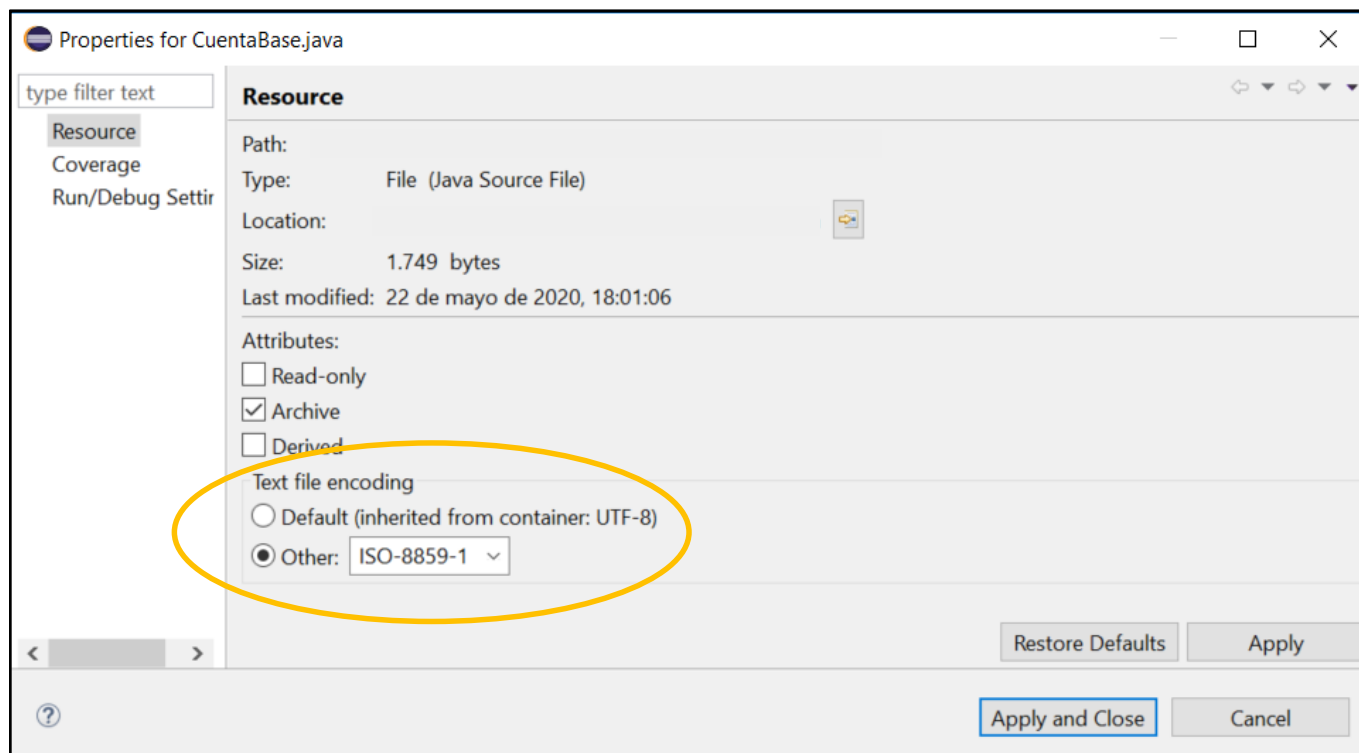 Properties for CuentaBase.java
type filter text
Resource
Coverage
Run/Debug Settir
Resource
Path:
Type: File (Java Source File)
Location:
Size: 1.749 bytes
Last modified: 22 de mayo de 2020, 18:01:06
Attributes:
Read-only
Archive
Derived
Text file encoding
Default (inherited from container: UTF-8)
Other: ISO-8859-1
Restore Defaults Apply
? Apply and Close Cancel